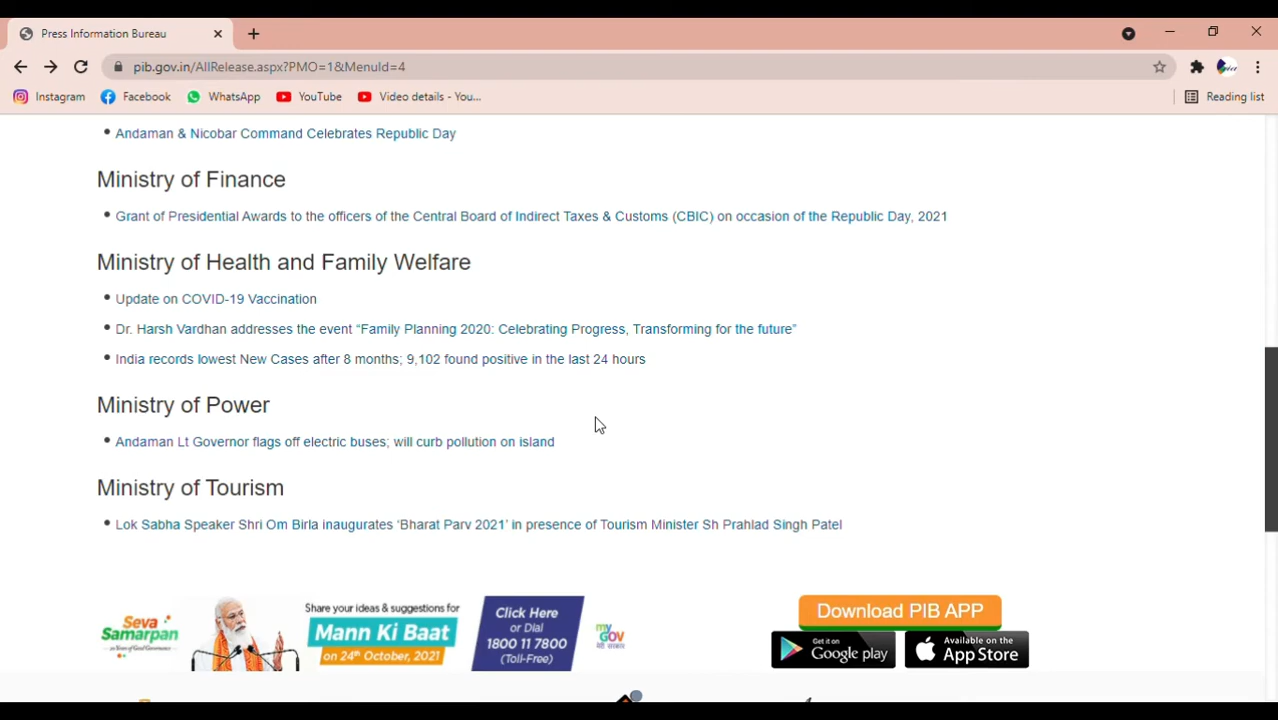 Press Information Bureau
pib.gov.in/AllRelease.aspx?PMO=1&MenuId=4
Instagram Facebook WhatsApp YouTube Video details - You... Reading list
Andaman & Nicobar Command Celebrates Republic Day
Ministry of Finance
Grant of Presidential Awards to the officers of the Central Board of Indirect Taxes & Customs (CBIC) on occasion of the Republic Day, 2021
Ministry of Health and Family Welfare
Update on COVID-19 Vaccination
Dr. Harsh Vardhan addresses the event “Family Planning 2020: Celebrating Progress, Transforming for the future”
India records lowest New Cases after 8 months; 9,102 found positive in the last 24 hours
Ministry of Power
Andaman Lt Governor flags off electric buses; will curb pollution on island
Ministry of Tourism
Lok Sabha Speaker Shri Om Birla inaugurates ‘Bharat Parv 2021’ in presence of Tourism Minister Sh Prahlad Singh Patel
Seva
Samarpan
Share your ideas & suggestions for
Mann Ki Baat
on 24th October, 2021
Click Here
or Dial
1800 11 7800
(Toll-Free)
my
GOV
मेरी सरकार
Download PIB APP
Get it on
Google play
Available on the
App Store